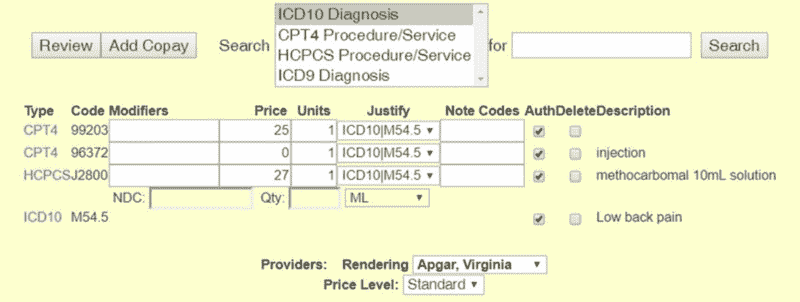 ICD10 Diagnosis
CPT4 Procedure/Service
HCPCS Procedure/Service
ICD9 Diagnosis
Review Add Copay Search for Search
Type Code Modifiers Price Units Justify Note Codes Auth Delete Description
CPT4 99203 25 1 ICD10|M54.5
CPT4 96372 0 1 ICD10|M54.5 injection
HCPCS J2800 27 1 ICD10|M54.5 methocarbomal 10mL solution
NDC: Qty: ML
ICD10 M54.5 Low back pain
Providers: Rendering Apgar, Virginia
Price Level: Standard